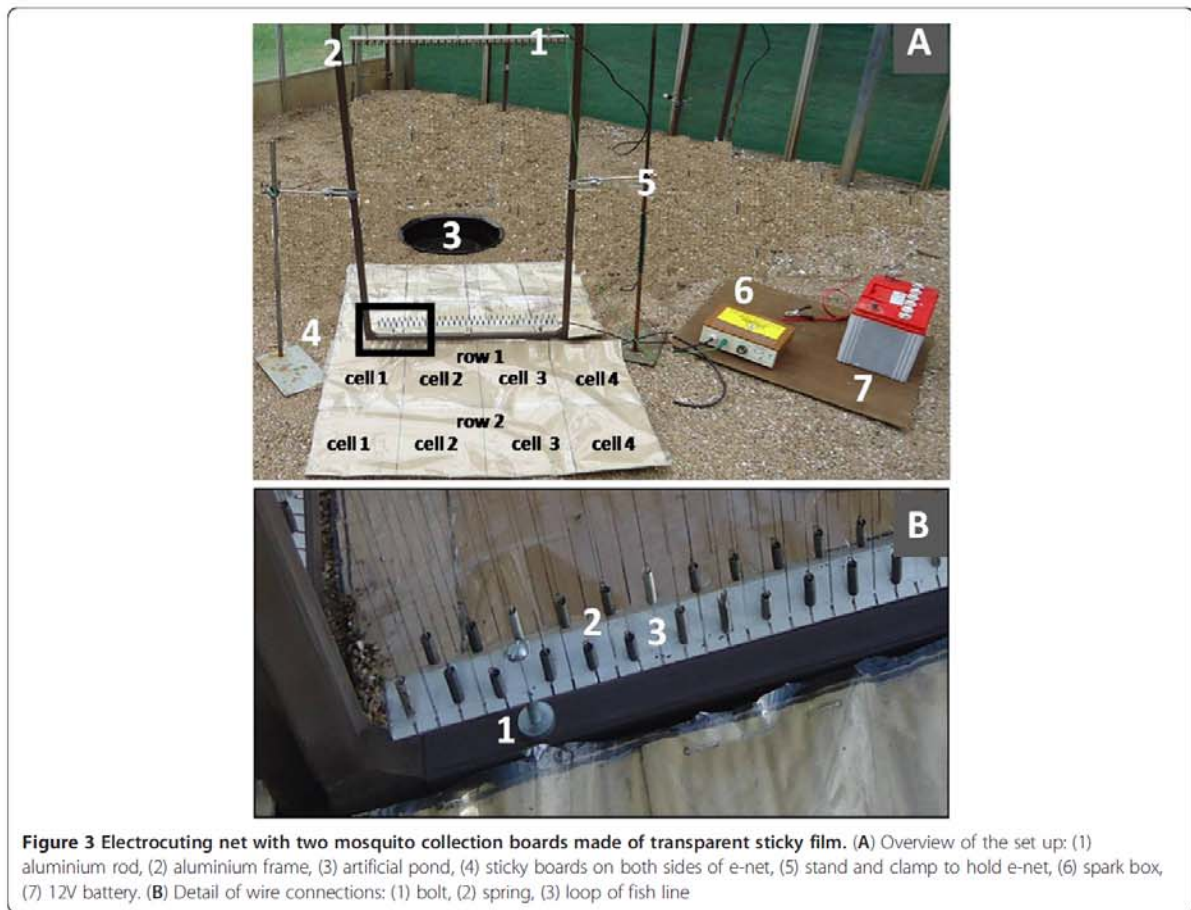 A
1
2
3
4
5
6
7
row 1
cell 1 cell 2 cell 3 cell 4
row 2
cell 1 cell 2 cell 3 cell 4
B
2
3
1
Figure 3 Electrocuting net with two mosquito collection boards made of transparent sticky film. (A) Overview of the set up: (1)
aluminium rod, (2) aluminium frame, (3) artificial pond, (4) sticky boards on both sides of e-net, (5) stand and clamp to hold e-net, (6) spark box,
(7) 12V battery. (B) Detail of wire connections: (1) bolt, (2) spring, (3) loop of fish line